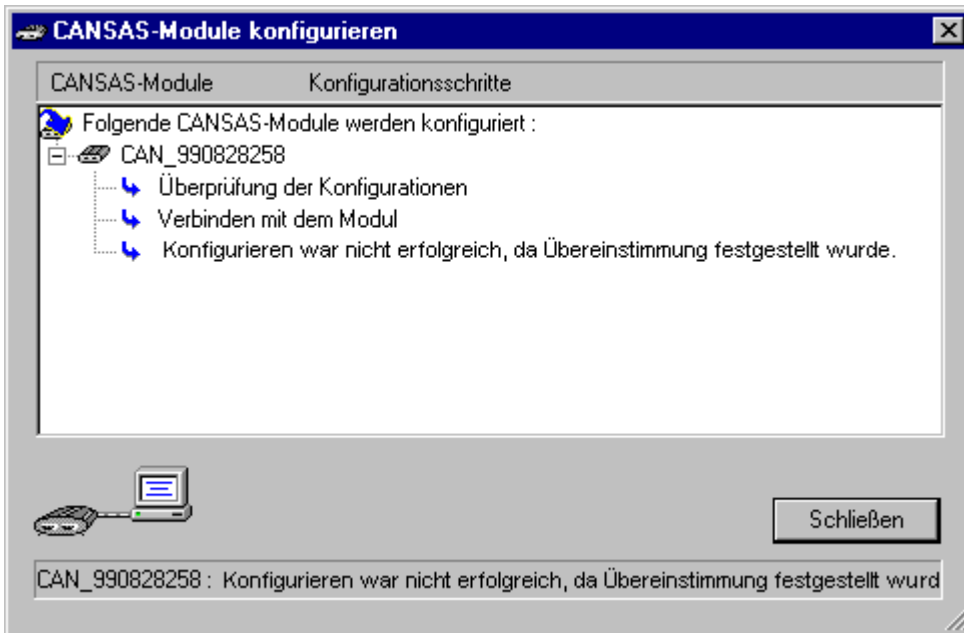 CANSAS-Module konfigurieren
CANSAS-Module Konfigurationsschritte
Folgende CANSAS-Module werden konfiguriert :
CAN_990828258
Überprüfung der Konfigurationen
Verbinden mit dem Modul
Konfigurieren war nicht erfolgreich, da Übereinstimmung festgestellt wurde.
Schließen
CAN_990828258 : Konfigurieren war nicht erfolgreich, da Übereinstimmung festgestellt wurd